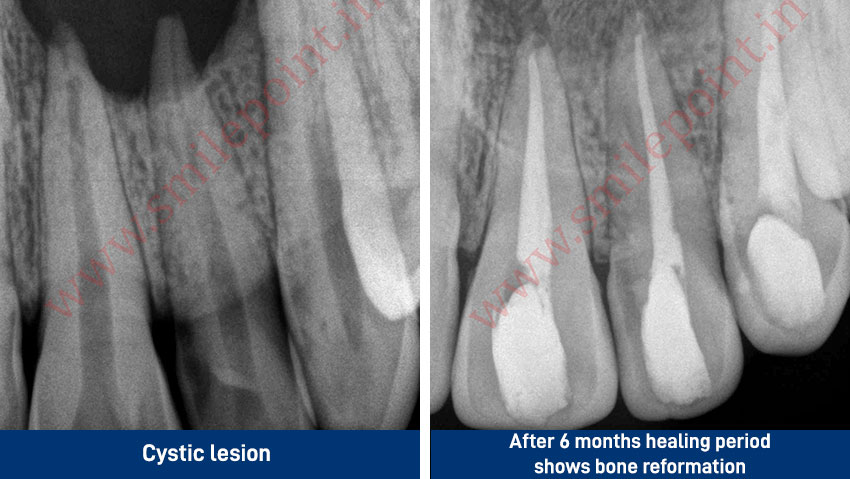 www.smilepoint.in
www.smilepoint.in
Cystic lesion
After 6 months healing period
shows bone reformation